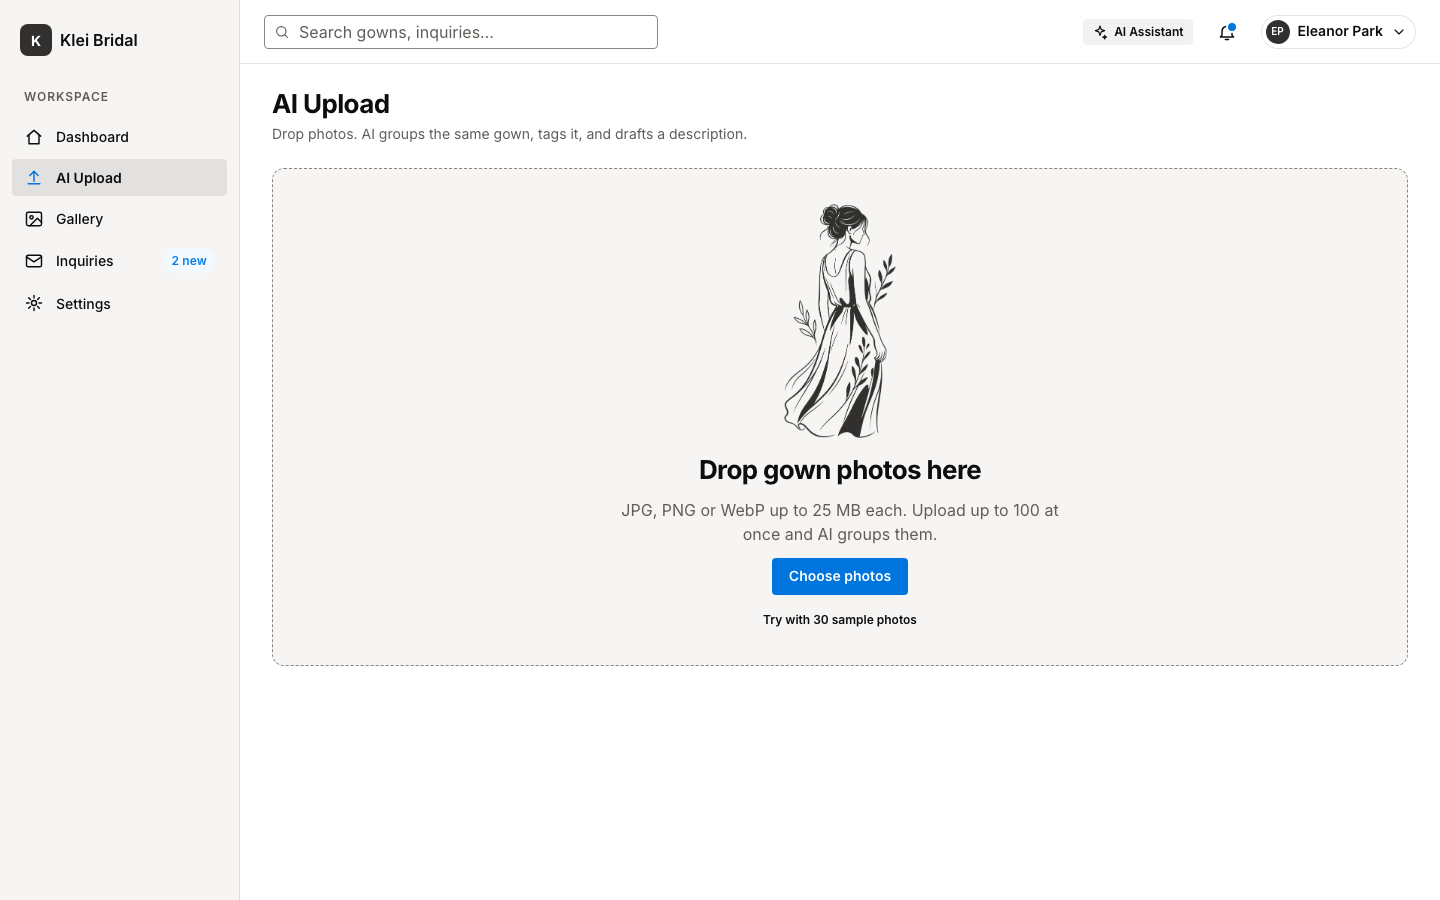 K
Klei Bridal
WORKSPACE
Dashboard
AI Upload
Gallery
Inquiries
2 new
Settings
Search gowns, inquiries...
AI Assistant
EP
Eleanor Park
AI Upload
Drop photos. AI groups the same gown, tags it, and drafts a description.
Drop gown photos here
JPG, PNG or WebP up to 25 MB each. Upload up to 100 at
once and AI groups them.
Choose photos
Try with 30 sample photos